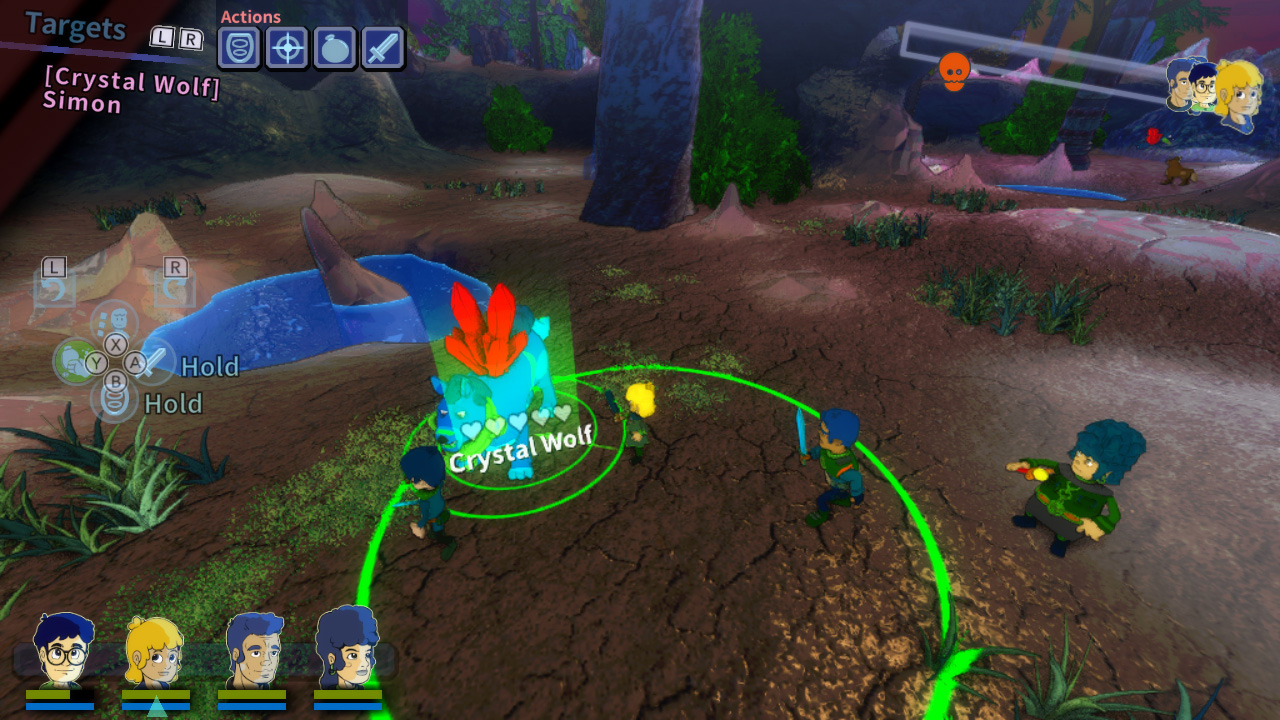 Targets
L R
Actions
[Crystal Wolf]
Simon
L
R
X
Y
A
Hold
B
Hold
Crystal Wolf